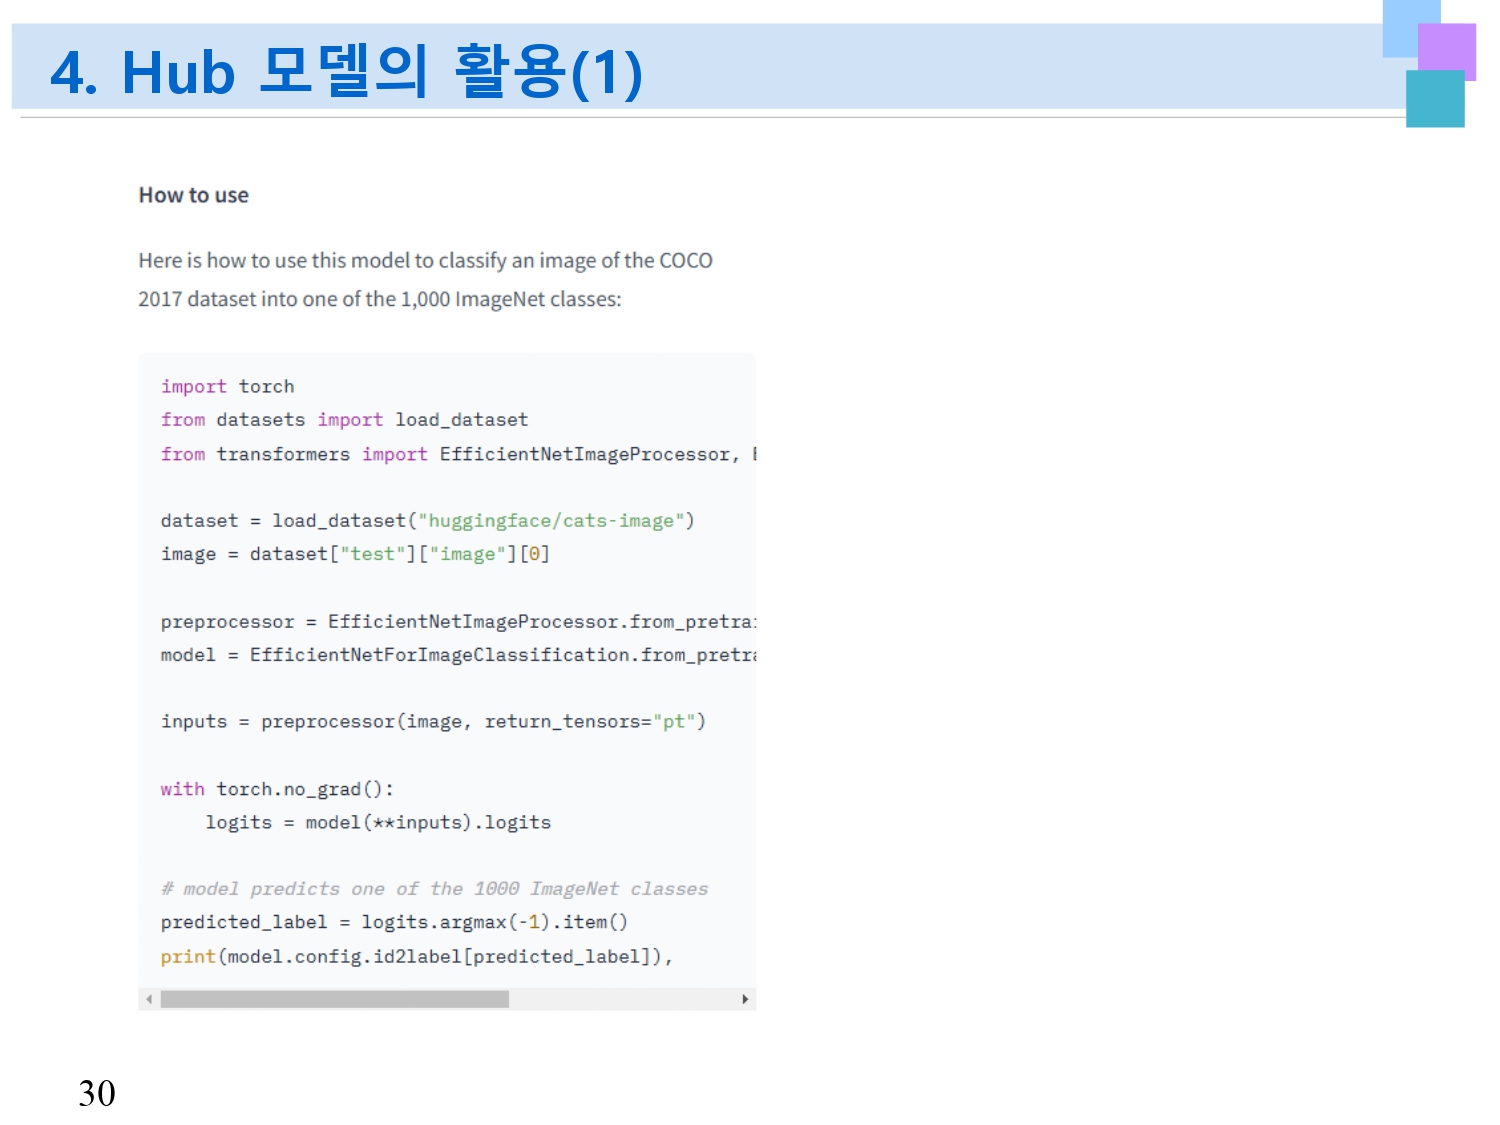 4. Hub 모델의 활용(1)
How to use
Here is how to use this model to classify an image of the COCO
2017 dataset into one of the 1,000 ImageNet classes:
import torch
from datasets import load_dataset
from transformers import EfficientNetImageProcessor,
dataset = load_dataset("huggingface/cats-image")
image = dataset["test"]["image"][0]
preprocessor = EfficientNetImageProcessor.from_pretra
model = EfficientNetForImageClassification.from_pretra
inputs = preprocessor(image, return_tensors="pt")
with torch.no_grad():
    logits = model(**inputs).logits
# model predicts one of the 1000 ImageNet classes
predicted_label = logits.argmax(-1).item()
print(model.config.id2label[predicted_label]),
30